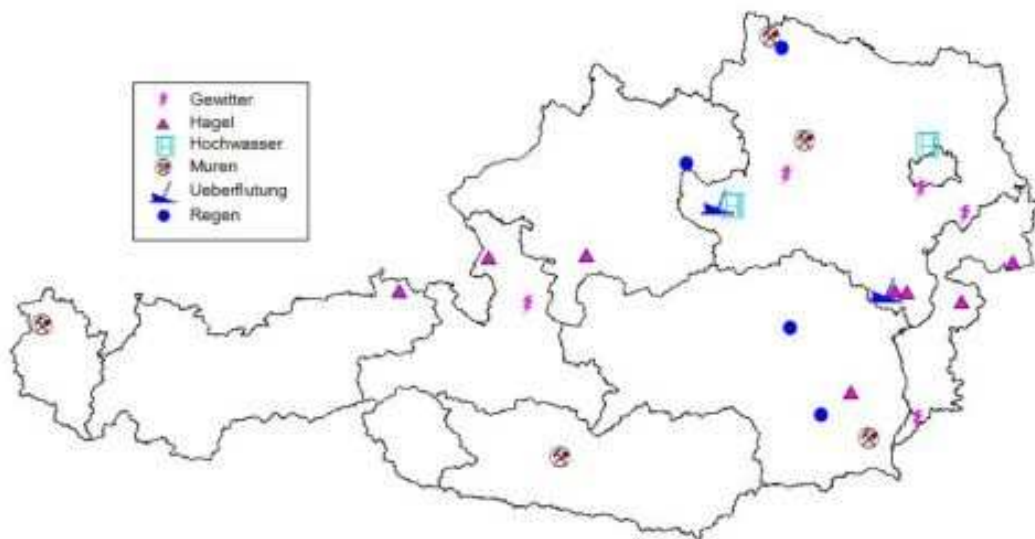 Gewitter
Hagel
Hochwasser
Muren
Ueberflutung
Regen